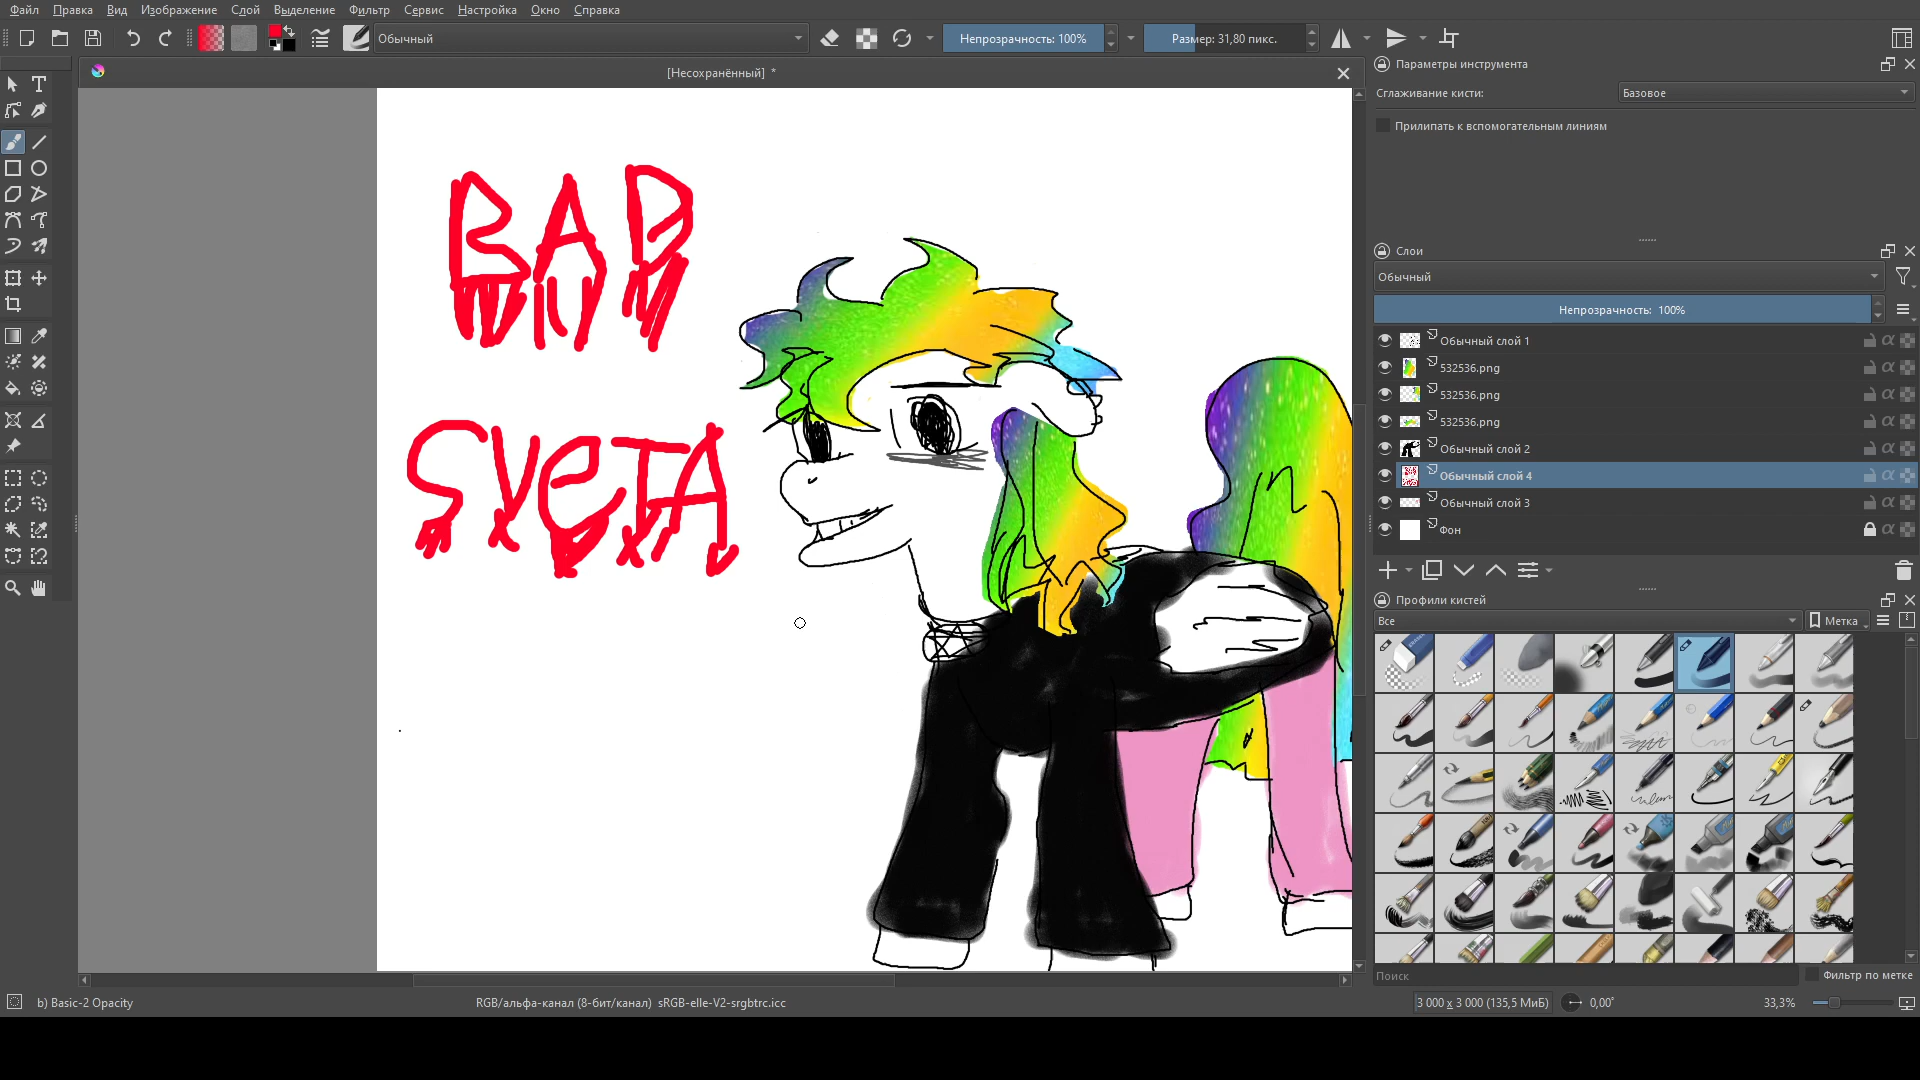 Файл Правка Вид Изображение Слой Выделение Фильтр Сервис Настройка Окно Справка
Обычный Непрозрачность: 100% Размер: 31,80 пикс.
[Несохранённый] *
Параметры инструмента
Сглаживание кисти: Базовое
Прилипать к вспомогательным линиям
BAD
SVETA
Слои
Обычный
Непрозрачность: 100%
Обычный слой 1
532536.png
532536.png
532536.png
Обычный слой 2
Обычный слой 4
Обычный слой 3
Фон
Профили кистей
Все Метка
Поиск Фильтр по метке
b) Basic-2 Opacity RGB/альфа-канал (8-бит/канал) sRGB-elle-V2-srgbtrc.icc 3 000 x 3 000 (135,5 МиБ) 0,00° 33,3%